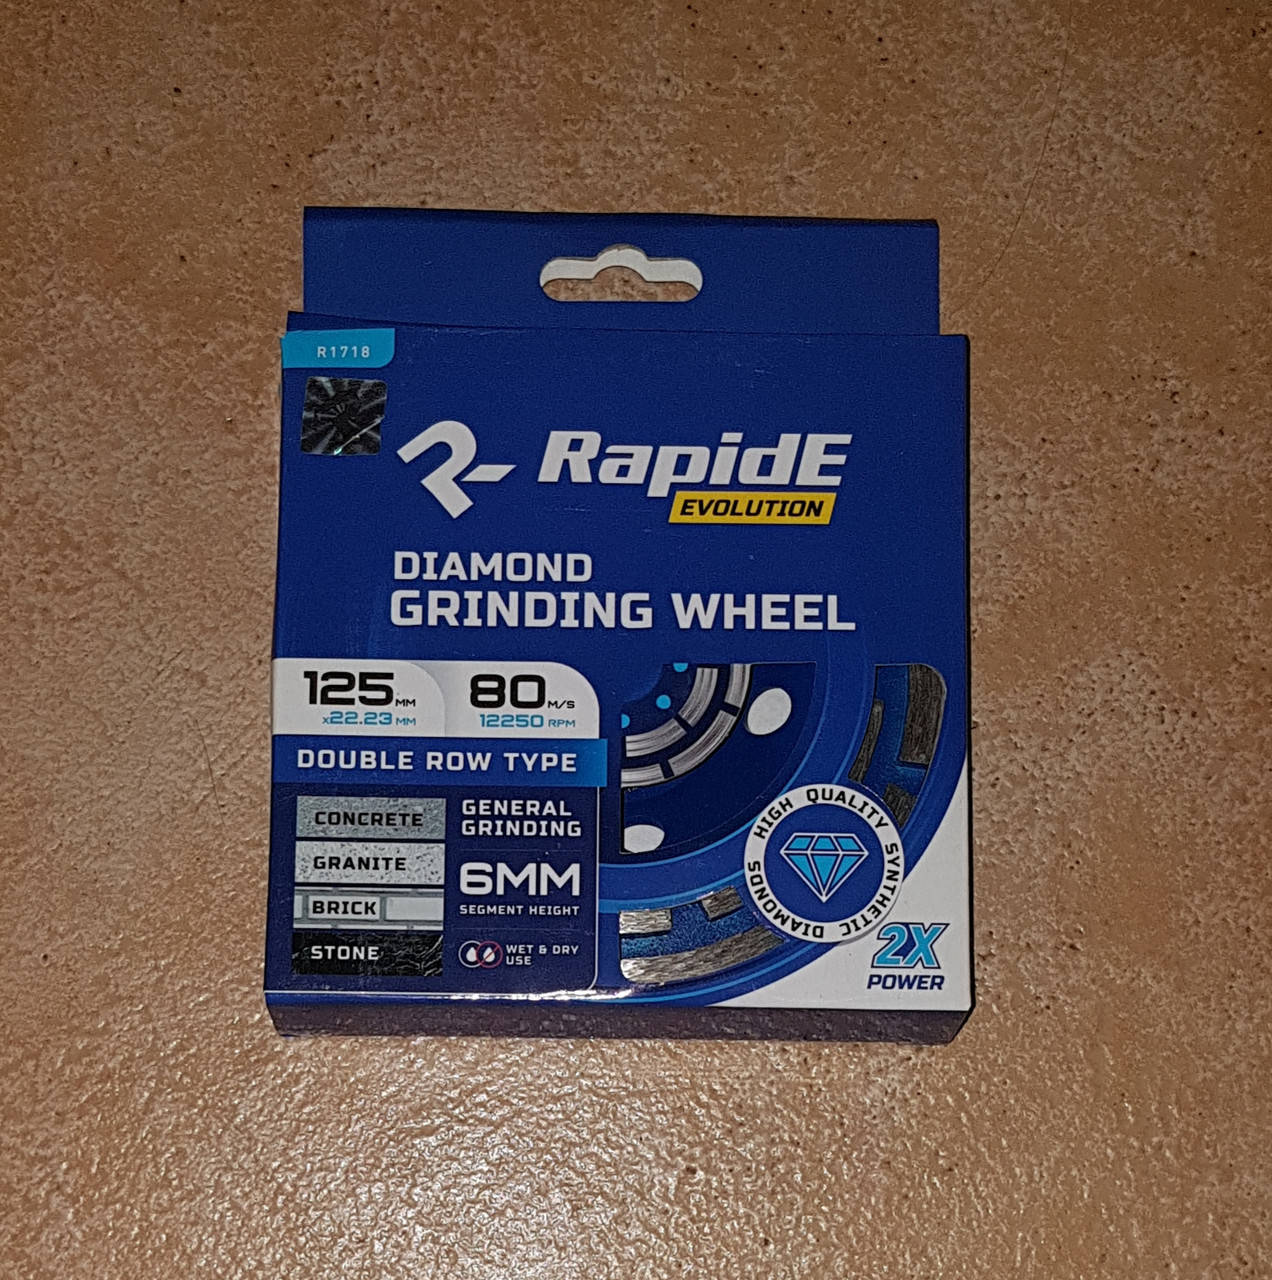 R1718
RapidE
EVOLUTION
DIAMOND
GRINDING WHEEL
125 MM
x22.23 MM
80 M/S
12250 RPM
DOUBLE ROW TYPE
CONCRETE
GRANITE
BRICK
STONE
GENERAL
GRINDING
6MM
SEGMENT HEIGHT
WET & DRY
USE
HIGH QUALITY SYNTHETIC DIAMONDS
2X
POWER